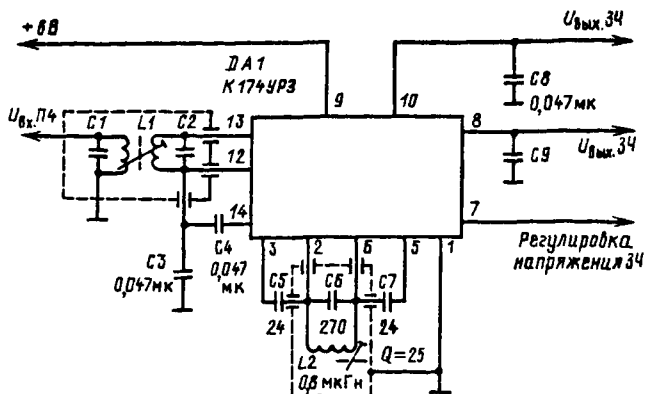 +6В
Uвых.ЗЧ
DA1
К174УР3
C8
0,047мк
9
10
Uвх.ПЧ
C1
L1
C2
13
8
12
C9
Uвых.ЗЧ
14
7
C3
0,047мк
C4
0,047
мк
3
2
6
5
1
Регулировка
напряжения ЗЧ
C5
C6
C7
24
270
24
Q=25
L2
0,8 мкГн